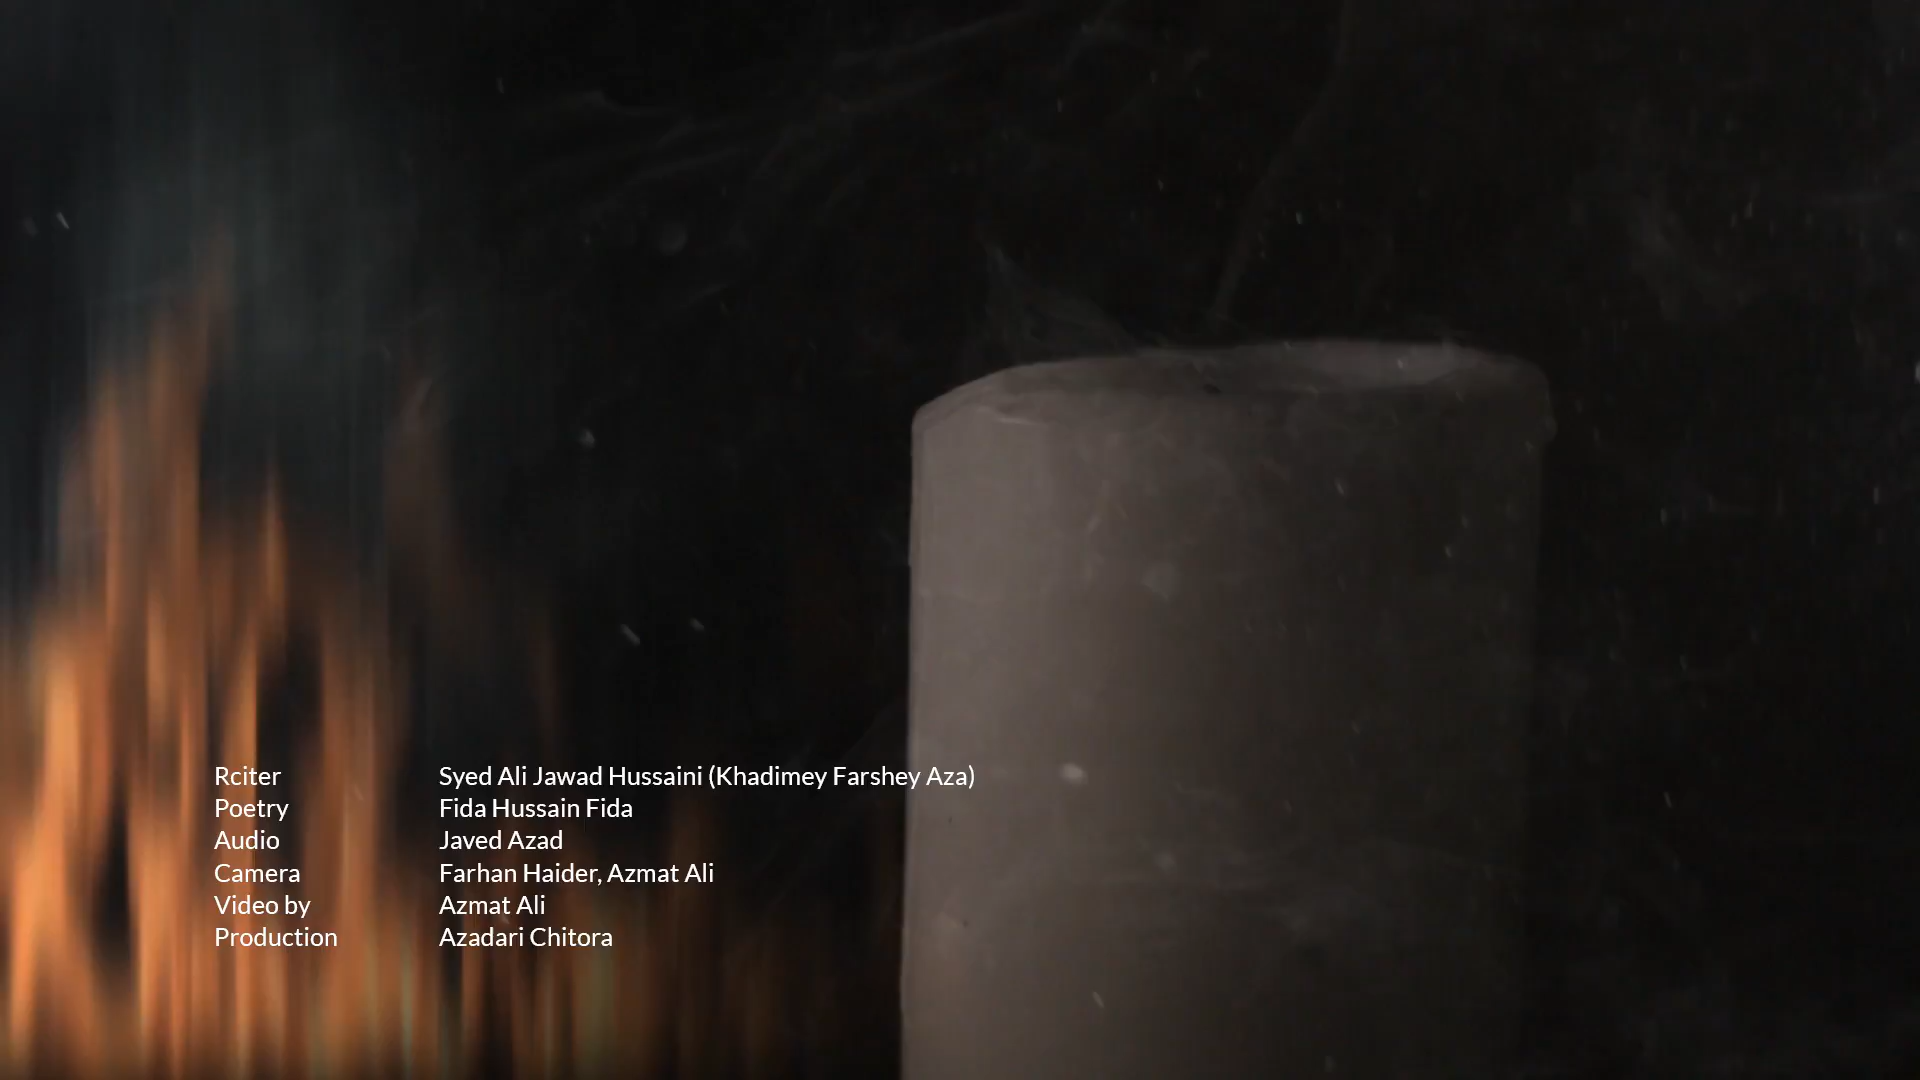 Rciter Syed Ali Jawad Hussaini (Khadimey Farshey Aza)
Poetry Fida Hussain Fida
Audio Javed Azad
Camera Farhan Haider, Azmat Ali
Video by Azmat Ali
Production Azadari Chitora